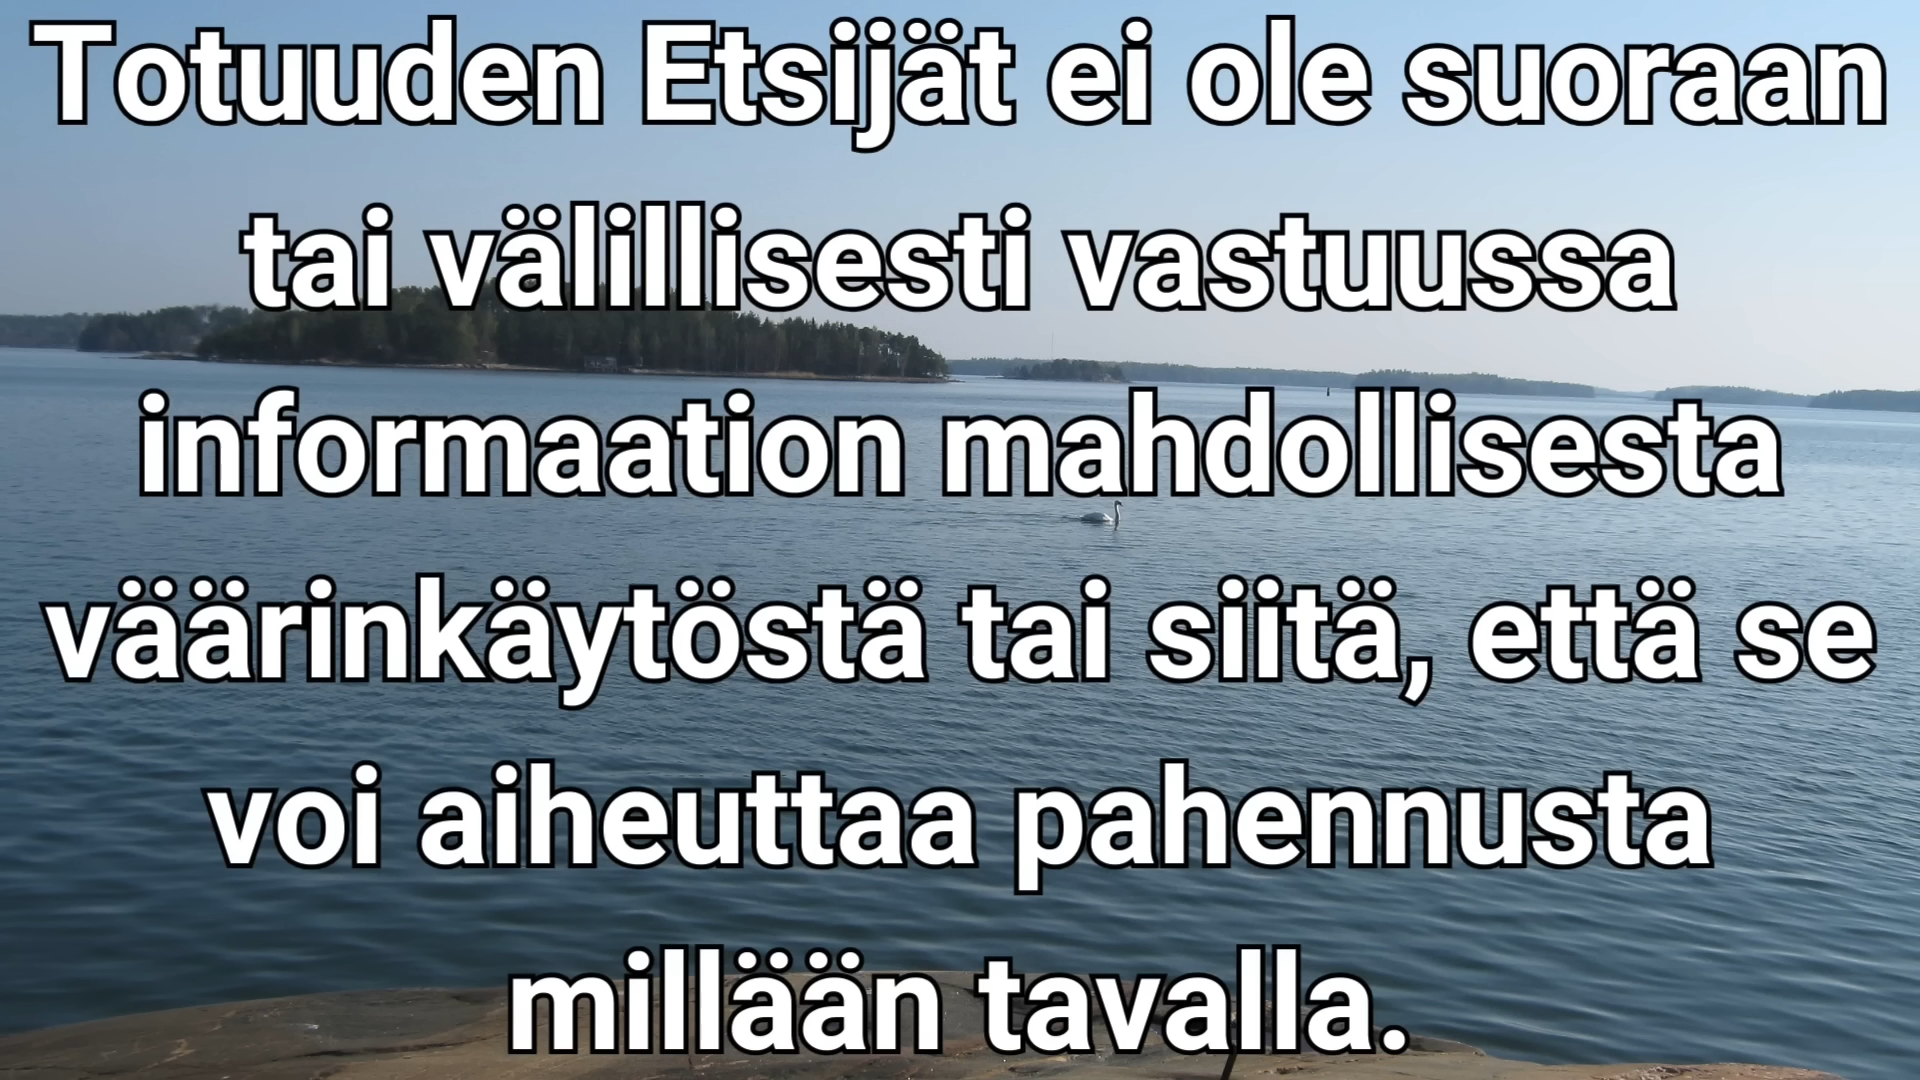 Totuuden Etsijät ei ole suoraan
tai välillisesti vastuussa
informaation mahdollisesta
väärinkäytöstä tai siitä, että se
voi aiheuttaa pahennusta
millään tavalla.